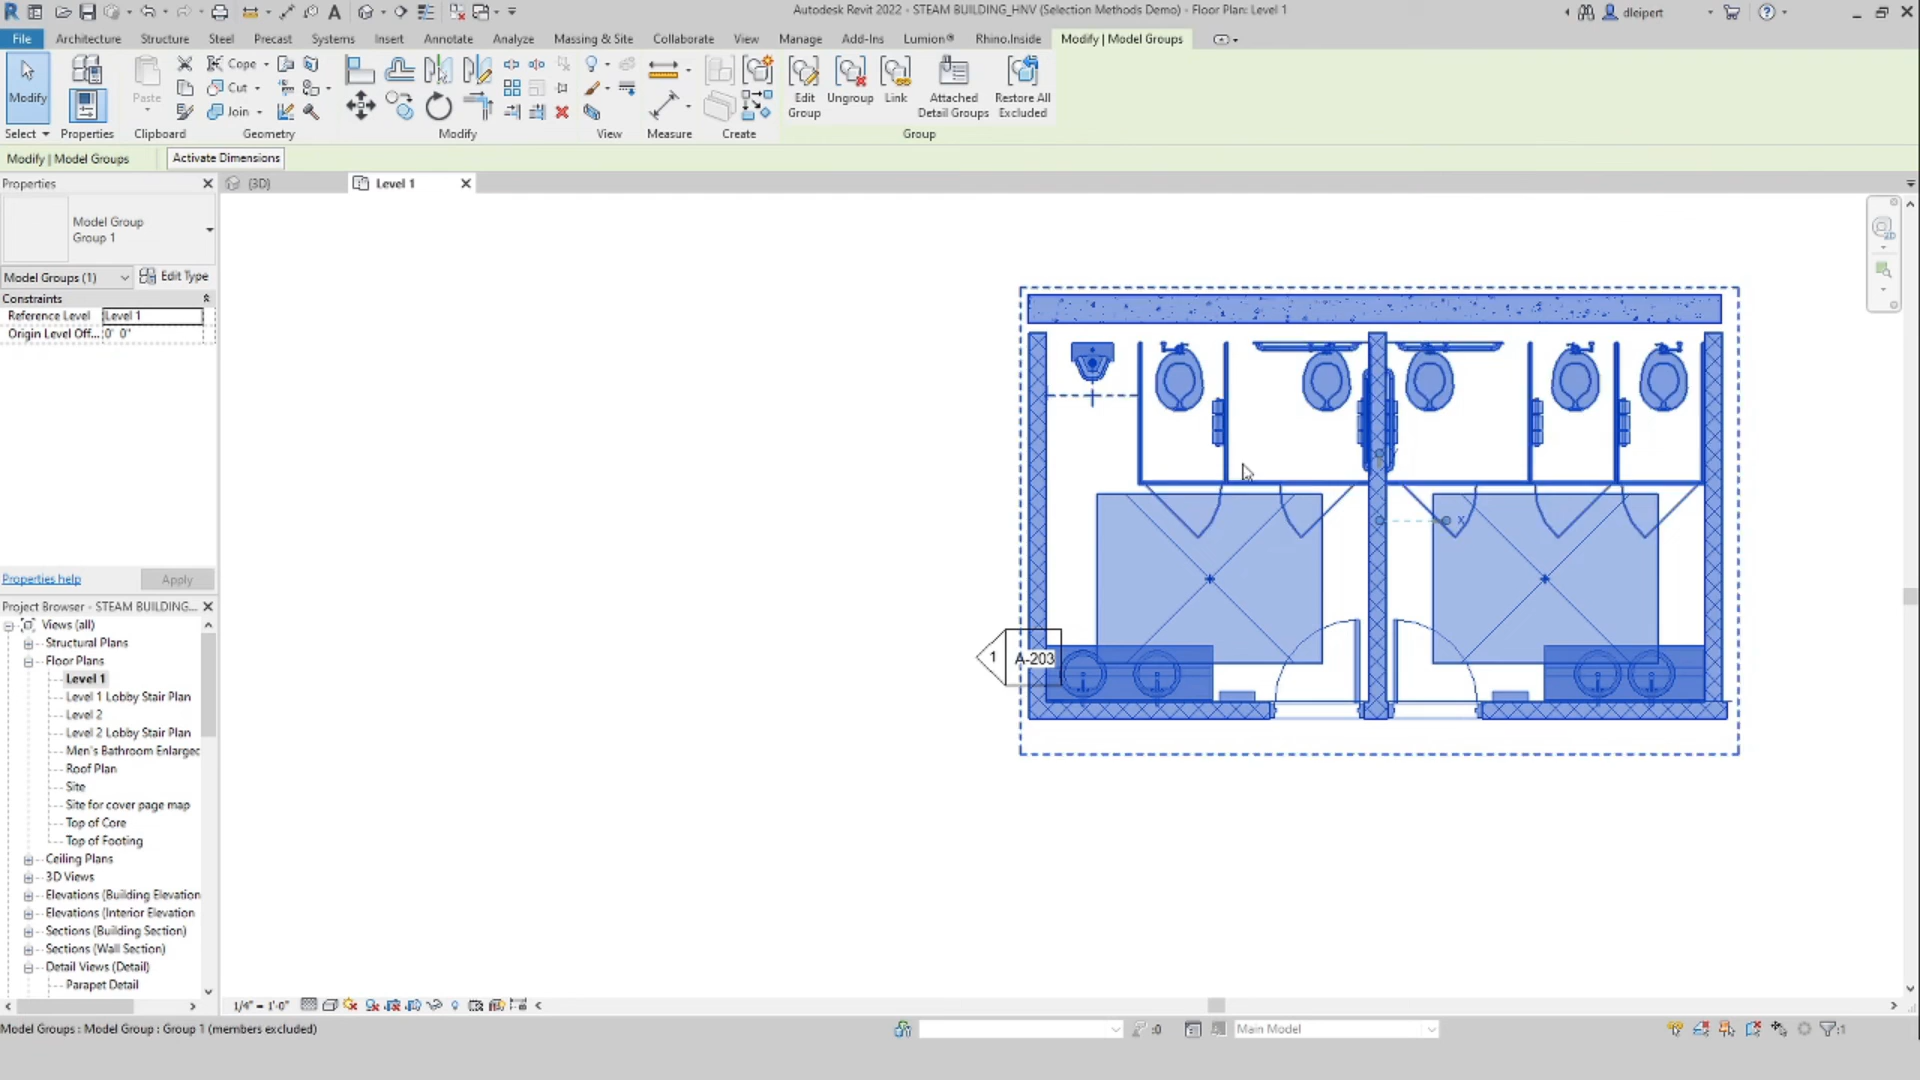 Autodesk Revit 2022 - STEAM BUILDING_HNV (Selection Methods Demo) - Floor Plan: Level 1
dleipert
File
Architecture
Structure
Steel
Precast
Systems
Insert
Annotate
Analyze
Massing & Site
Collaborate
View
Manage
Add-Ins
Lumion®
Rhino.Inside
Modify | Model Groups
Modify
Paste
Cope
Cut
Join
Edit
Group
Ungroup
Link
Attached
Detail Groups
Restore All
Excluded
Select
Properties
Clipboard
Geometry
Modify
View
Measure
Create
Group
Modify | Model Groups
Activate Dimensions
Properties
{3D}
Level 1
Model Group
Group 1
Model Groups (1)
Edit Type
Constraints
Reference Level
Level 1
Origin Level Off...
0' 0"
Properties help
Apply
Project Browser - STEAM BUILDING...
Views (all)
Structural Plans
Floor Plans
Level 1
Level 1 Lobby Stair Plan
Level 2
Level 2 Lobby Stair Plan
Men's Bathroom Enlarged
Roof Plan
Site
Site for cover page map
Top of Core
Top of Footing
Ceiling Plans
3D Views
Elevations (Building Elevation
Elevations (Interior Elevation
Sections (Building Section)
Sections (Wall Section)
Detail Views (Detail)
Parapet Detail
X
1
A-203
1/4" = 1'-0"
Model Groups : Model Group : Group 1 (members excluded)
:0
Main Model
:1